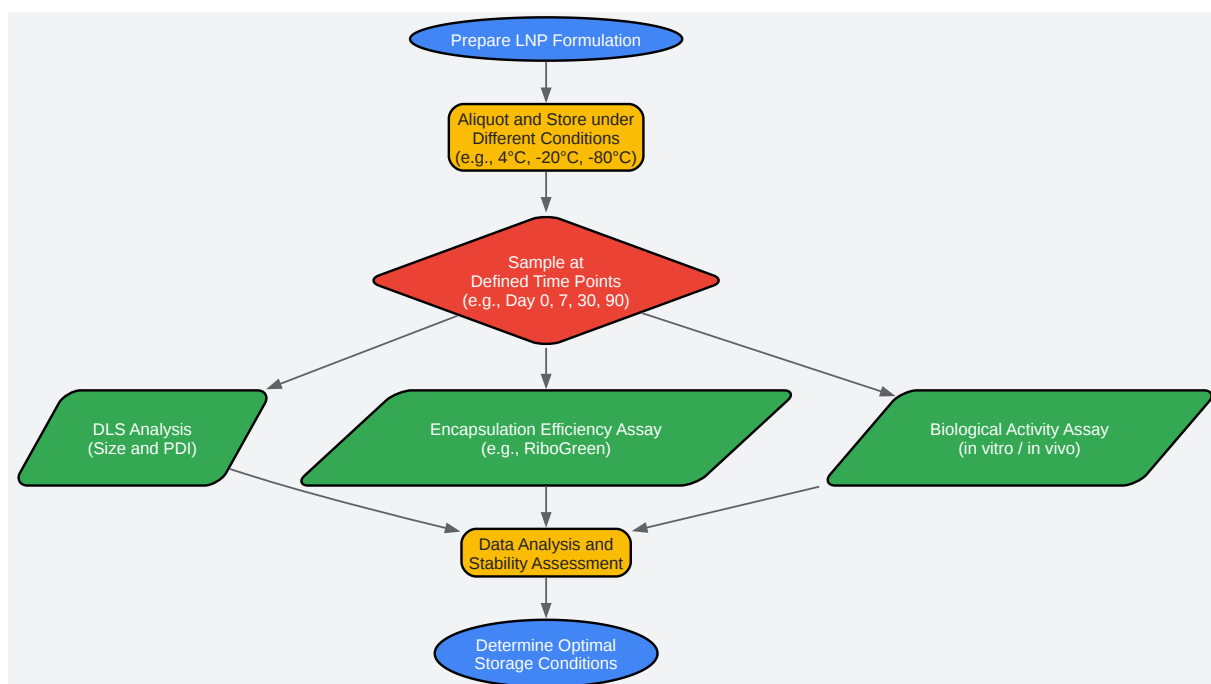 Prepare LNP Formulation
Aliquot and Store under
Different Conditions
(e.g., 4°C, -20°C, -80°C)
Sample at
Defined Time Points
(e.g., Day 0, 7, 30, 90)
DLS Analysis
(Size and PDI)
Encapsulation Efficiency Assay
(e.g., RiboGreen)
Biological Activity Assay
(in vitro / in vivo)
Data Analysis and
Stability Assessment
Determine Optimal
Storage Conditions